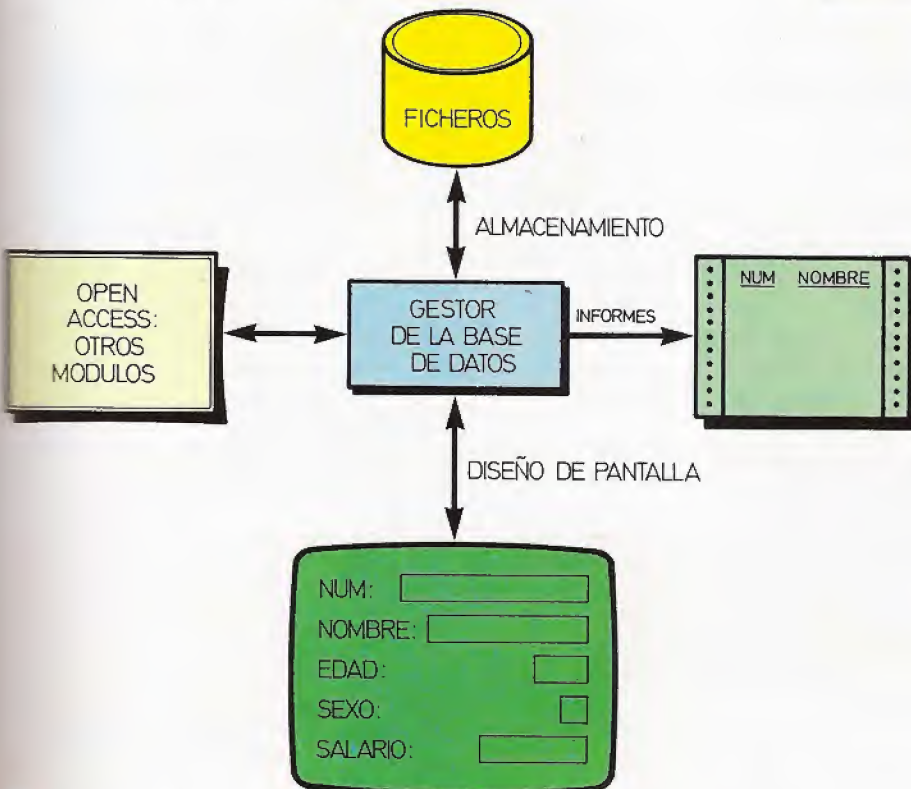 FICHEROS
ALMACENAMIENTO
OPEN
ACCESS:
OTROS
MODULOS
GESTOR
DE LA BASE
DE DATOS
INFORMES
NUM NOMBRE
DISEÑO DE PANTALLA
NUM:
NOMBRE:
EDAD:
SEXO:
SALARIO: